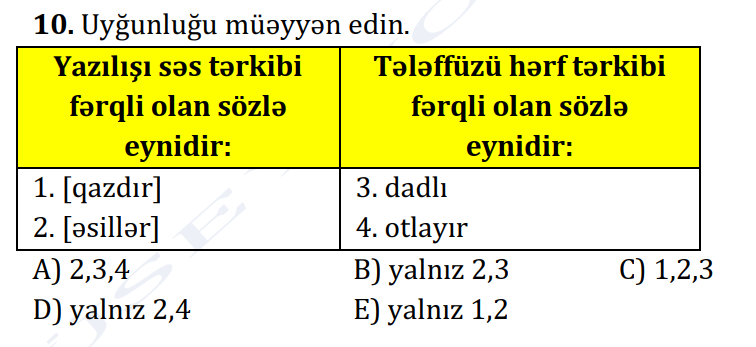 10. Uyğunluğu müəyyən edin.
Yazılışı səs tərkibi
fərqli olan sözlə
eynidir:
Tələffüzü hərf tərkibi
fərqli olan sözlə
eynidir:
1. [qazdır]
2. [əsillər]
3. dadlı
4. otlayır
A) 2,3,4
B) yalnız 2,3
C) 1,2,3
D) yalnız 2,4
E) yalnız 1,2